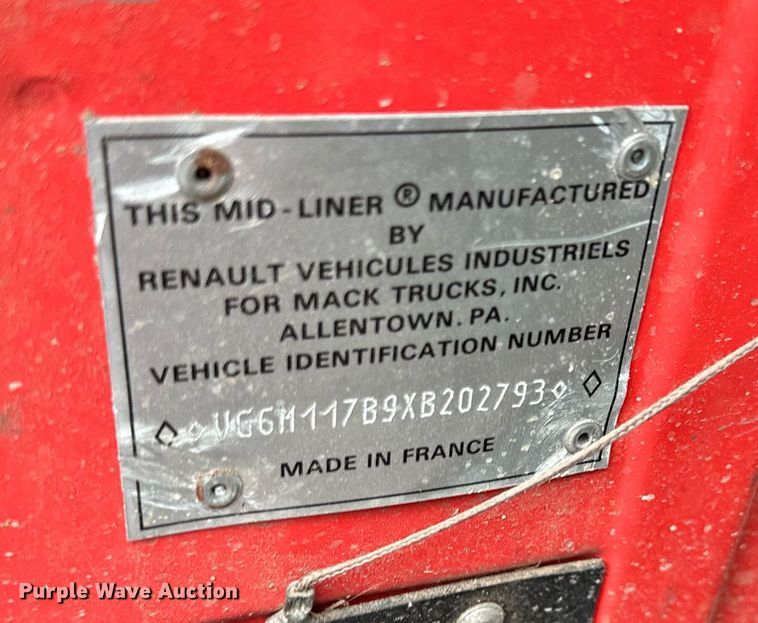 THIS MID-LINER ® MANUFACTURED
BY
RENAULT VEHICULES INDUSTRIELS
FOR MACK TRUCKS, INC.
ALLENTOWN. PA.
VEHICLE IDENTIFICATION NUMBER
VG6M117B9XB202793
MADE IN FRANCE
Purple Wave Auction